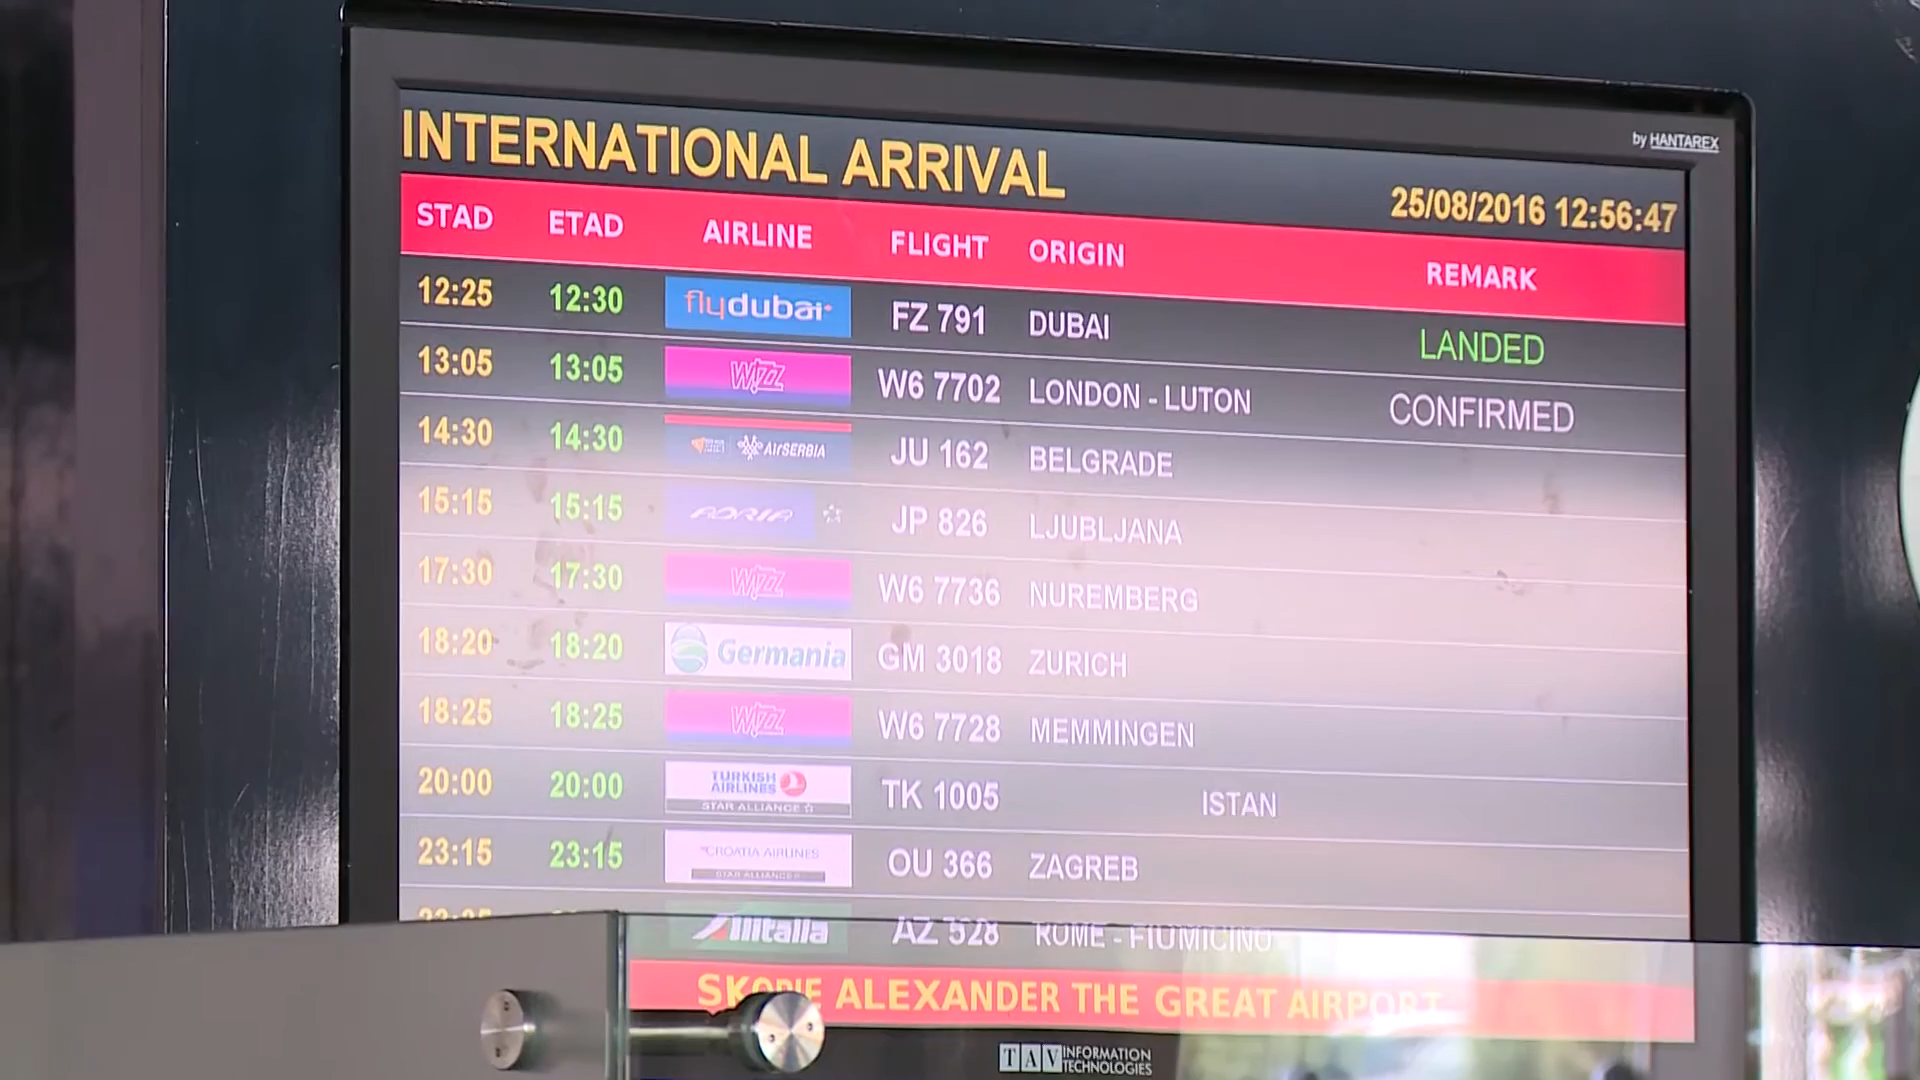 by HANTAREX
INTERNATIONAL ARRIVAL
25/08/2016 12:56:47
STAD ETAD AIRLINE FLIGHT ORIGIN REMARK
12:25 12:30 flydubai FZ 791 DUBAI LANDED
13:05 13:05 WIZZ W6 7702 LONDON - LUTON CONFIRMED
14:30 14:30 AirSERBIA JU 162 BELGRADE
15:15 15:15 ADRIA JP 826 LJUBLJANA
17:30 17:30 WIZZ W6 7736 NUREMBERG
18:20 18:20 Germania GM 3018 ZURICH
18:25 18:25 WIZZ W6 7728 MEMMINGEN
20:00 20:00 TURKISH AIRLINES STAR ALLIANCE TK 1005 ISTAN
23:15 23:15 CROATIA AIRLINES STAR ALLIANCE OU 366 ZAGREB
Alitalia AZ 528 ROME - FIUMICINO
SKOPJE ALEXANDER THE GREAT AIRPORT
TAV INFORMATION TECHNOLOGIES